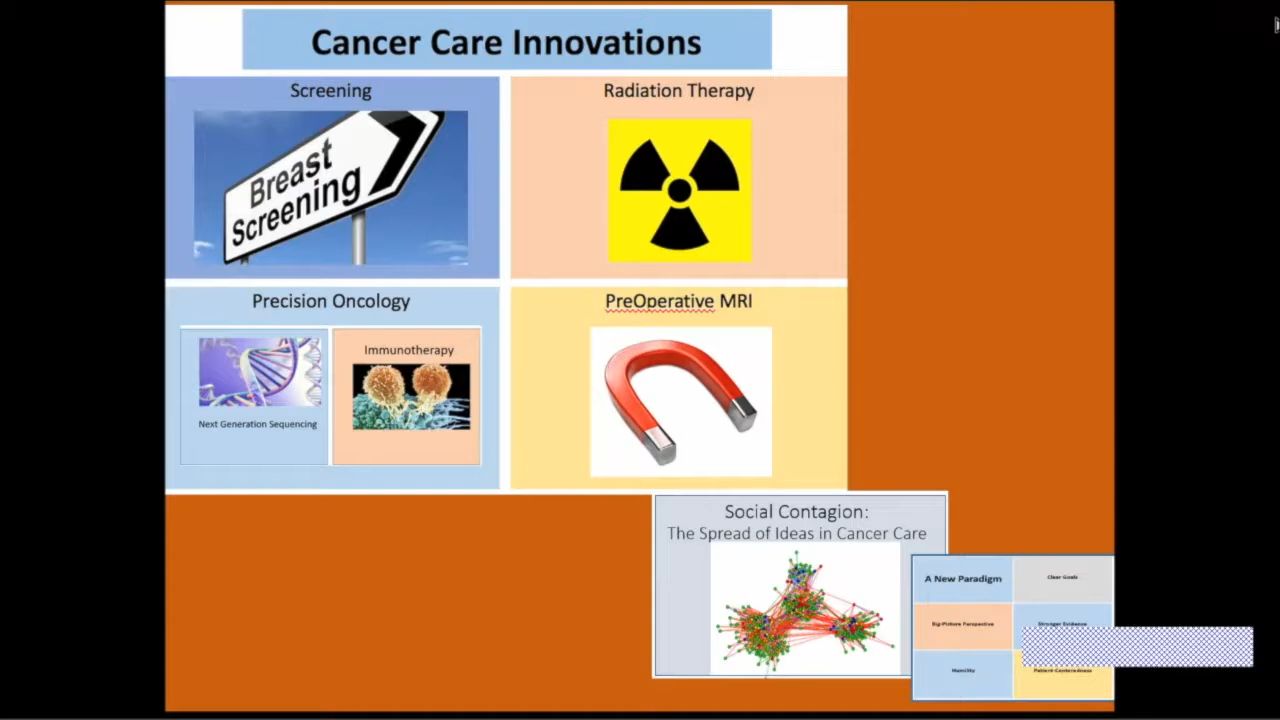 Cancer Care Innovations
Screening
Breast
Screening
Radiation Therapy
Precision Oncology
Next Generation Sequencing
Immunotherapy
PreOperative MRI
Social Contagion:
The Spread of Ideas in Cancer Care
A New Paradigm
Clear Goals
Big-Picture Perspective
Stronger Evidence
Humility
Patient-Centeredness